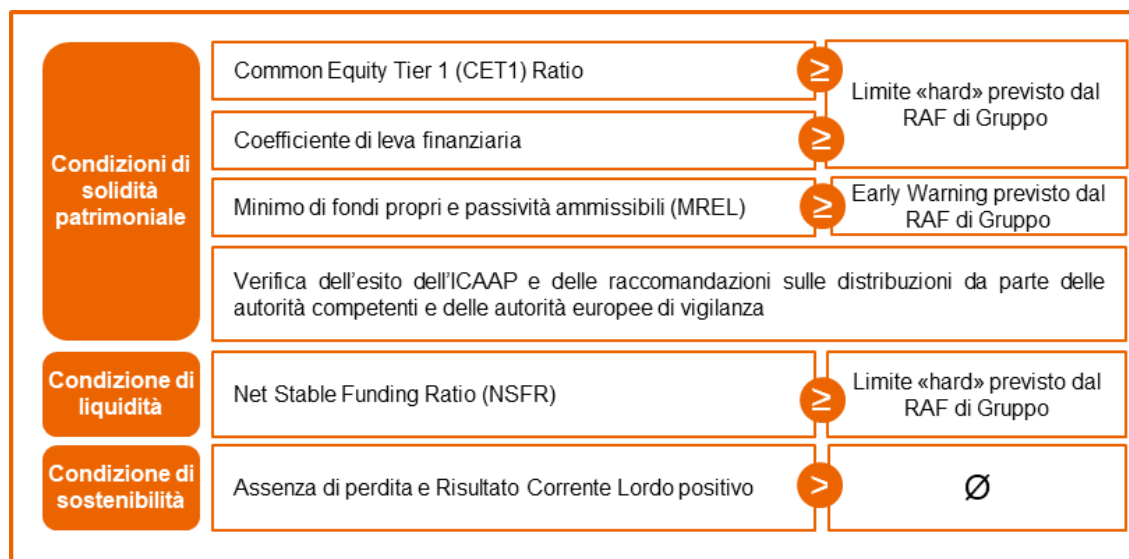 Condizioni di
solidità
patrimoniale
Common Equity Tier 1 (CET1) Ratio
≥
Limite «hard» previsto dal
RAF di Gruppo
Coefficiente di leva finanziaria
≥
Minimo di fondi propri e passività ammissibili (MREL)
≥
Early Warning previsto dal
RAF di Gruppo
Verifica dell'esito dell'ICAAP e delle raccomandazioni sulle distribuzioni da parte delle
autorità competenti e delle autorità europee di vigilanza
Condizione di
liquidità
Net Stable Funding Ratio (NSFR)
≥
Limite «hard» previsto dal
RAF di Gruppo
Condizione di
sostenibilità
Assenza di perdita e Risultato Corrente Lordo positivo
>
Ø